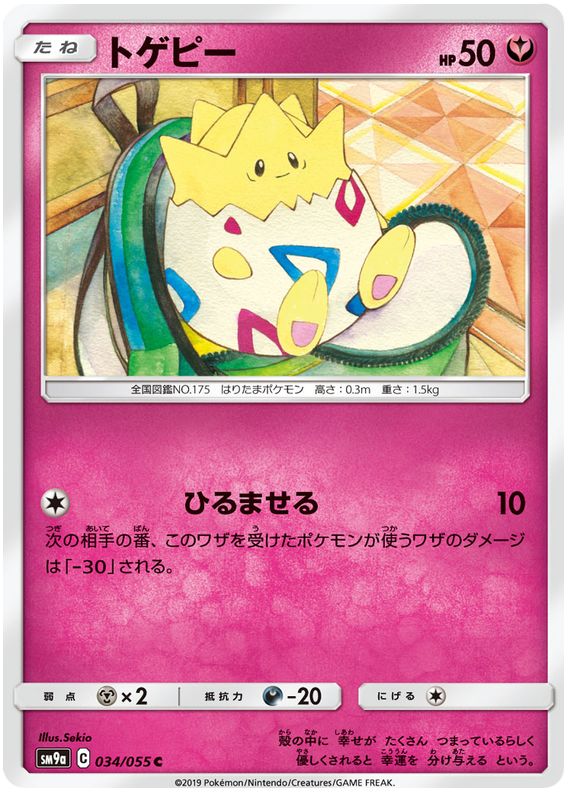 たね トゲピー HP 50
全国図鑑NO.175 はりたまポケモン 高さ：0.3m 重さ：1.5kg
ひるませる 10
次の相手の番、このワザを受けたポケモンが使うワザのダメージ
は「-30」される。
弱点 ×2 抵抗力 -20 にげる
Illus.Sekio
殻の中に 幸せが たくさん つまっているらしく
SM9a C 034/055 C
優しくされると 幸運を 分け与える という。
©2019 Pokémon/Nintendo/Creatures/GAME FREAK.